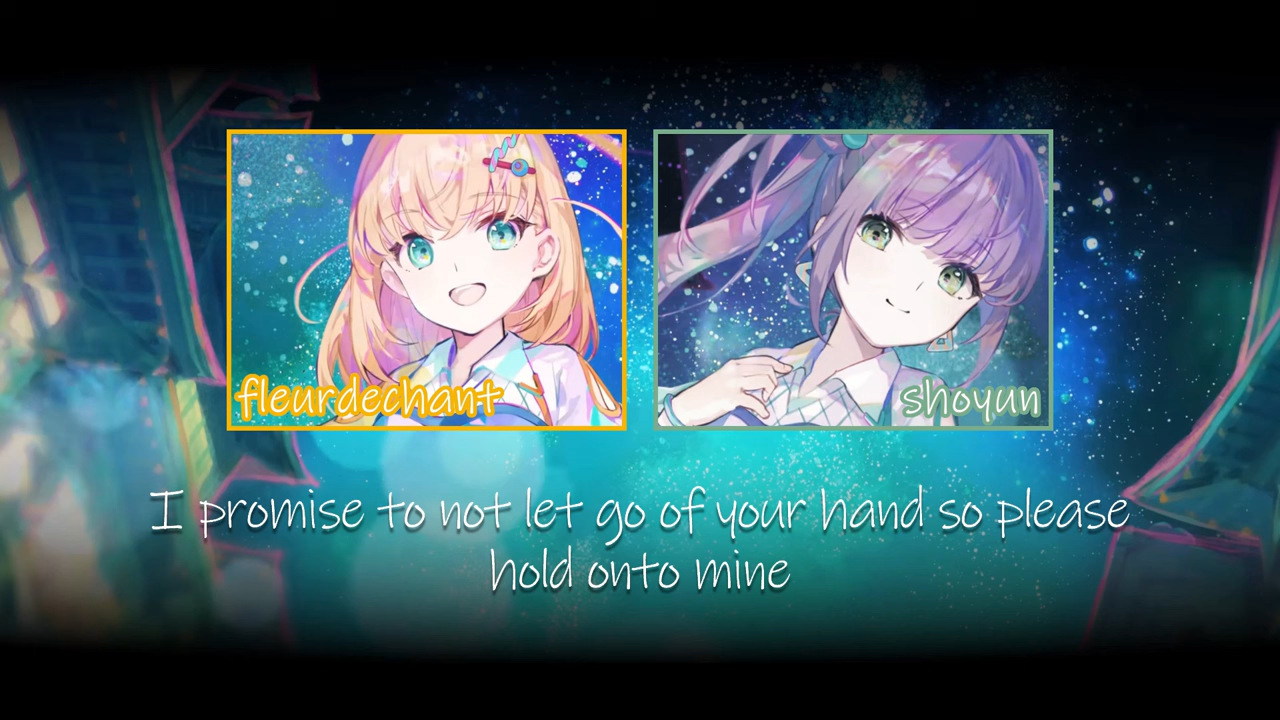 fleurdechant
shoyun
I promise to not let go of your hand so please
hold onto mine